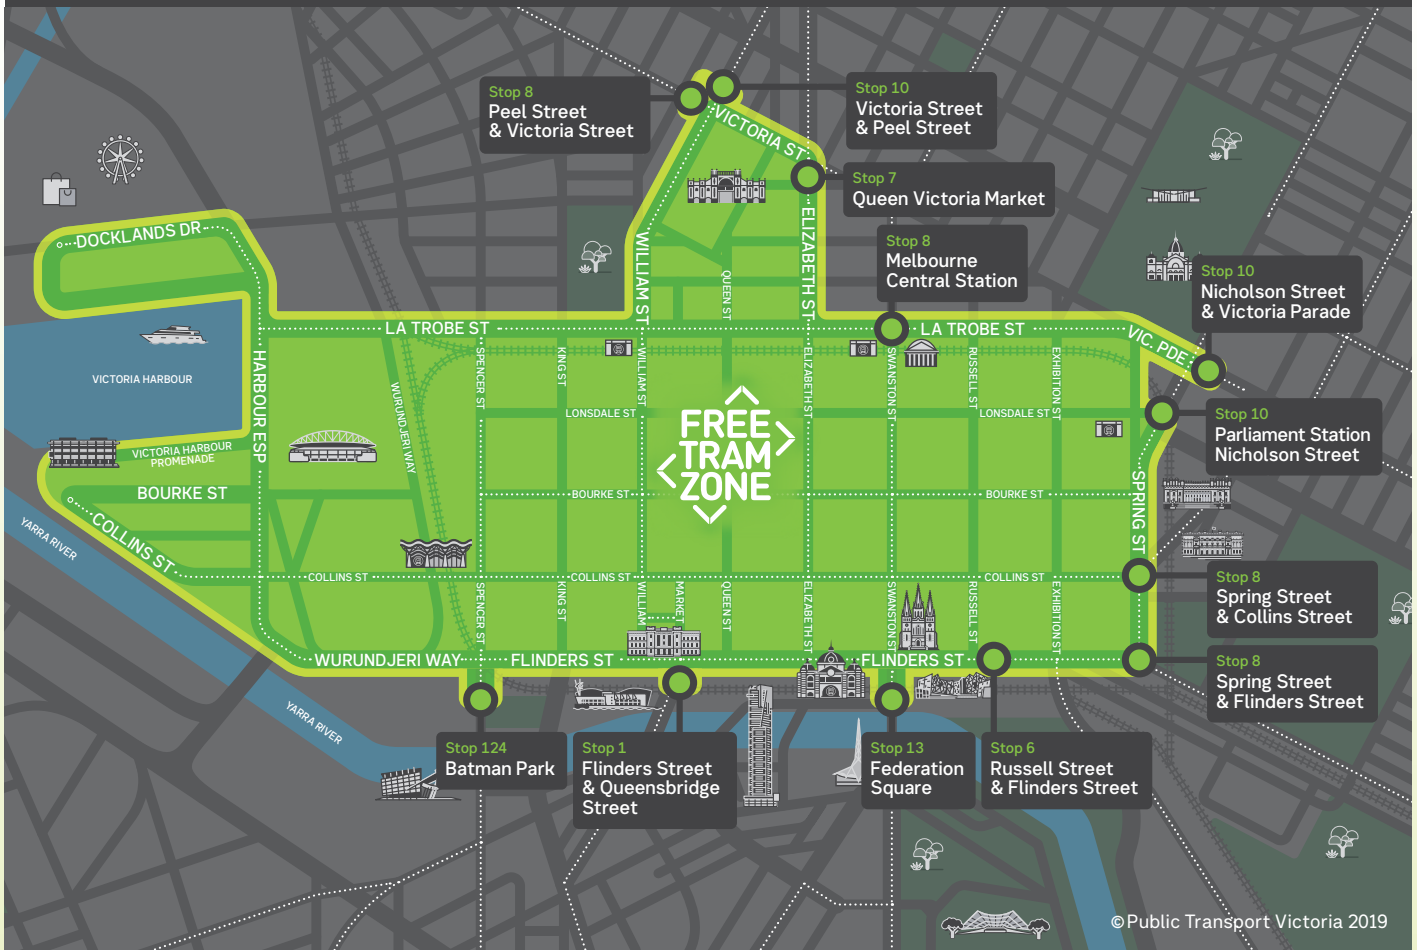 Stop 8
Peel Street
& Victoria Street
Stop 10
Victoria Street
& Peel Street
VICTORIA ST
Stop 7
Queen Victoria Market
DOCKLANDS DR
WILLIAM ST
ELIZABETH ST
QUEEN ST
Stop 8
Melbourne
Central Station
Stop 10
Nicholson Street
& Victoria Parade
LA TROBE ST
LA TROBE ST
VIC. PDE
VICTORIA HARBOUR
HARBOUR ESP
WURUNDJERI WAY
SPENCER ST
KING ST
WILLIAM ST
ELIZABETH ST
SWANSTON ST
RUSSELL ST
EXHIBITION ST
LONSDALE ST
LONSDALE ST
FREE
TRAM
ZONE
Stop 10
Parliament Station
Nicholson Street
VICTORIA HARBOUR
PROMENADE
BOURKE ST
BOURKE ST
BOURKE ST
SPRING ST
COLLINS ST
YARRA RIVER
COLLINS ST
COLLINS ST
COLLINS ST
SPENCER ST
KING ST
WILLIAM
MARKET
QUEEN ST
ELIZABETH ST
SWANSTON ST
RUSSELL ST
EXHIBITION ST
Stop 8
Spring Street
& Collins Street
WURUNDJERI WAY
FLINDERS ST
FLINDERS ST
Stop 8
Spring Street
& Flinders Street
YARRA RIVER
Stop 124
Batman Park
Stop 1
Flinders Street
& Queensbridge
Street
Stop 13
Federation
Square
Stop 6
Russell Street
& Flinders Street
©Public Transport Victoria 2019